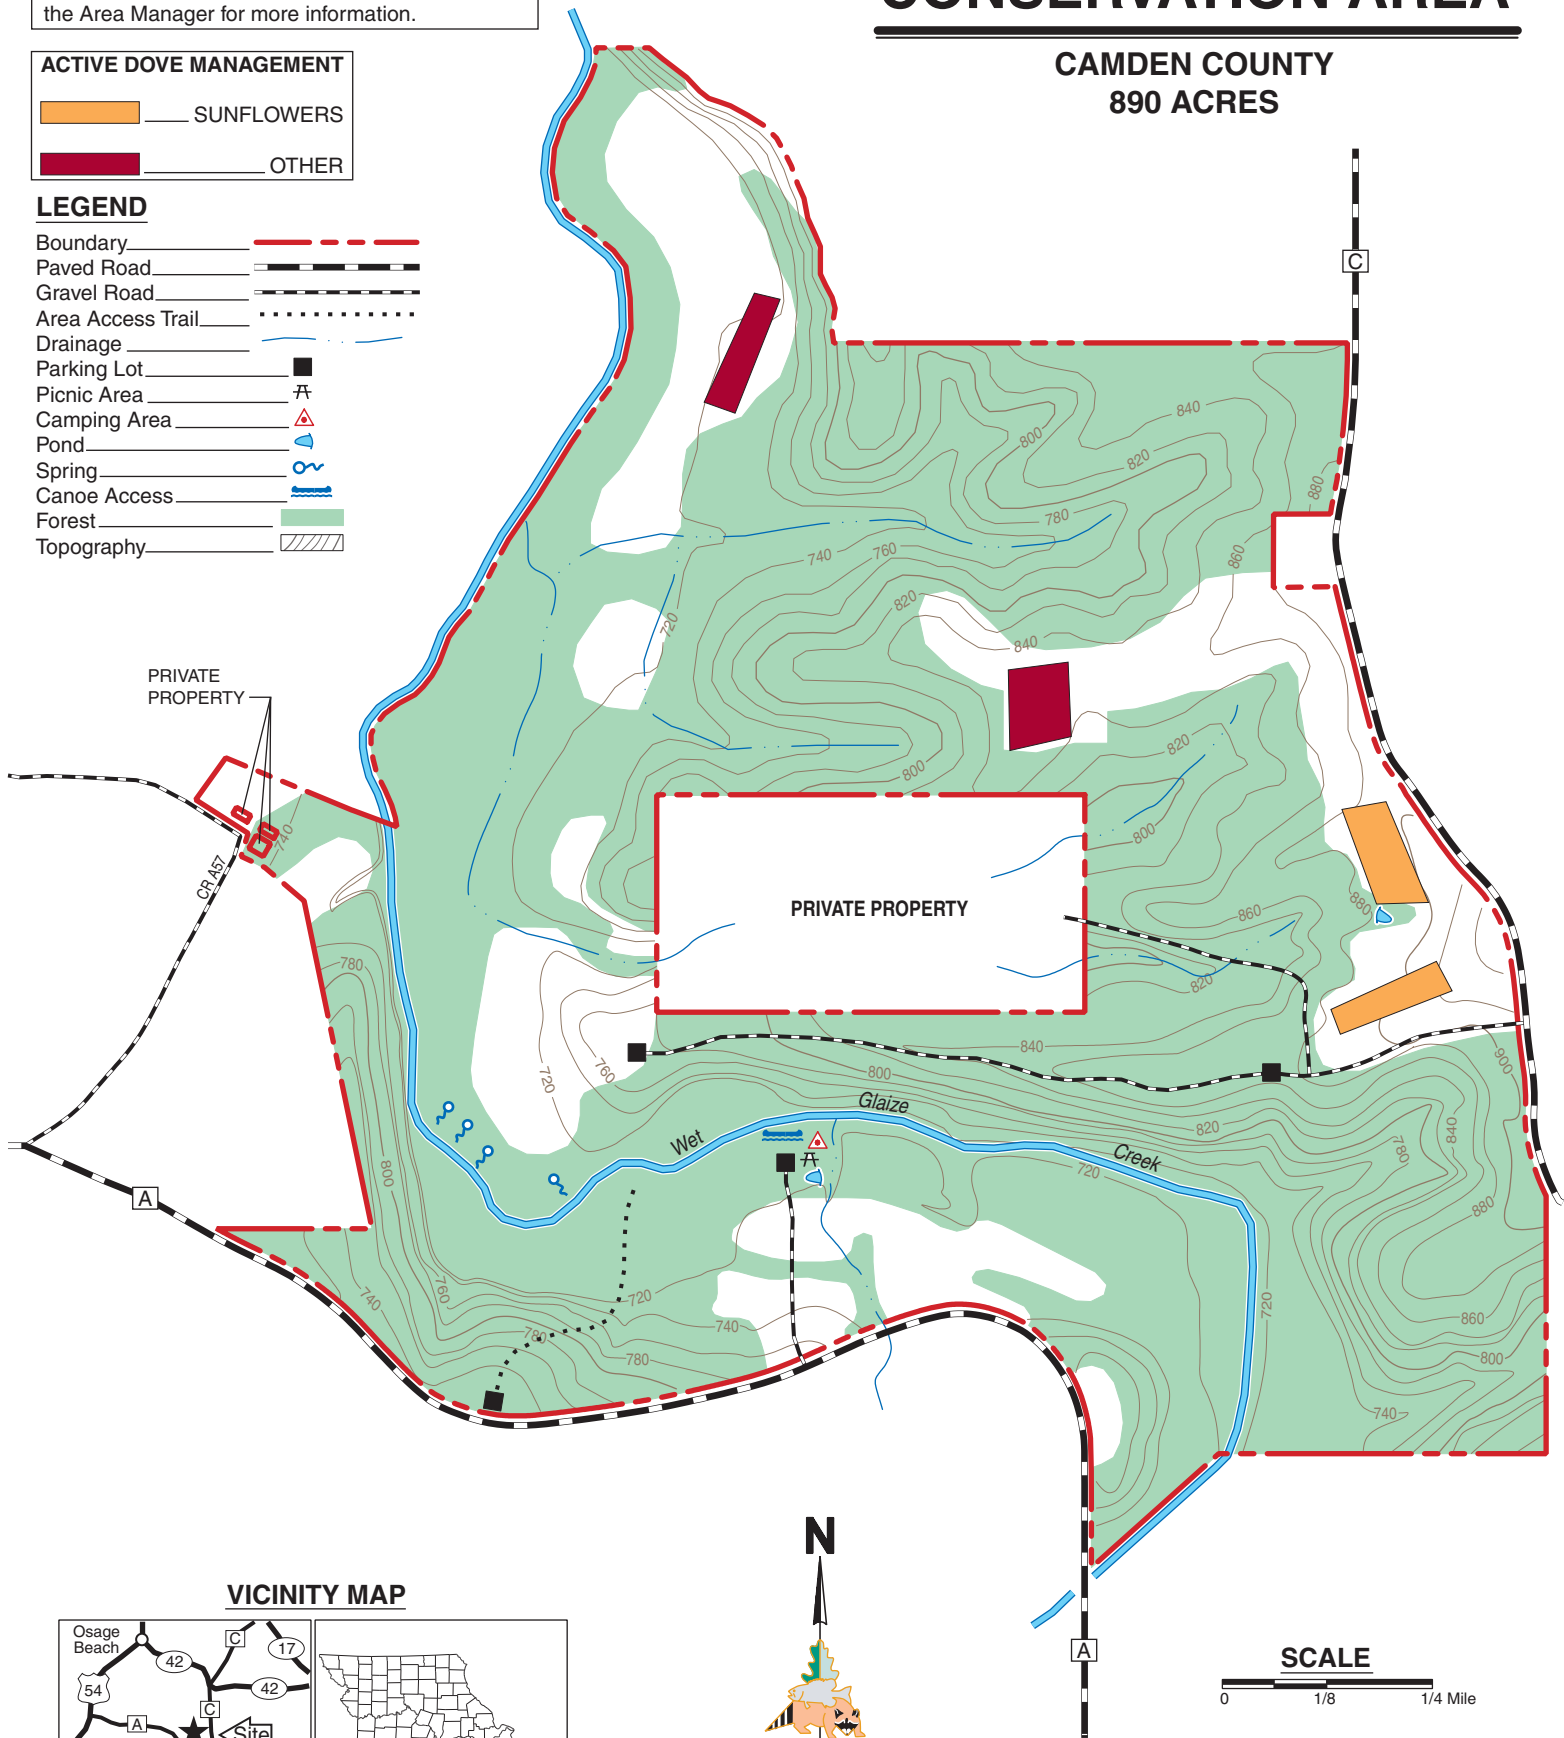 the Area Manager for more information.
CONSERVATION AREA
CAMDEN COUNTY
890 ACRES
ACTIVE DOVE MANAGEMENT
SUNFLOWERS
OTHER
LEGEND
Boundary
Paved Road
Gravel Road
Area Access Trail
Drainage
Parking Lot
Picnic Area
Camping Area
Pond
Spring
Canoe Access
Forest
Topography
C
840
800
820
880
780
740
760
860
820
720
840
PRIVATE
PROPERTY
820
800
740
800
CR A57
880
PRIVATE PROPERTY
860
780
820
840
900
760
800
720
Glaize
820
840
Wet
780
Creek
720
800
A
880
760
720
720
740
740
860
780
780
800
740
N
VICINITY MAP
Osage
Beach
C
17
42
54
42
C
A
Site
A
SCALE
0
1/8
1/4 Mile